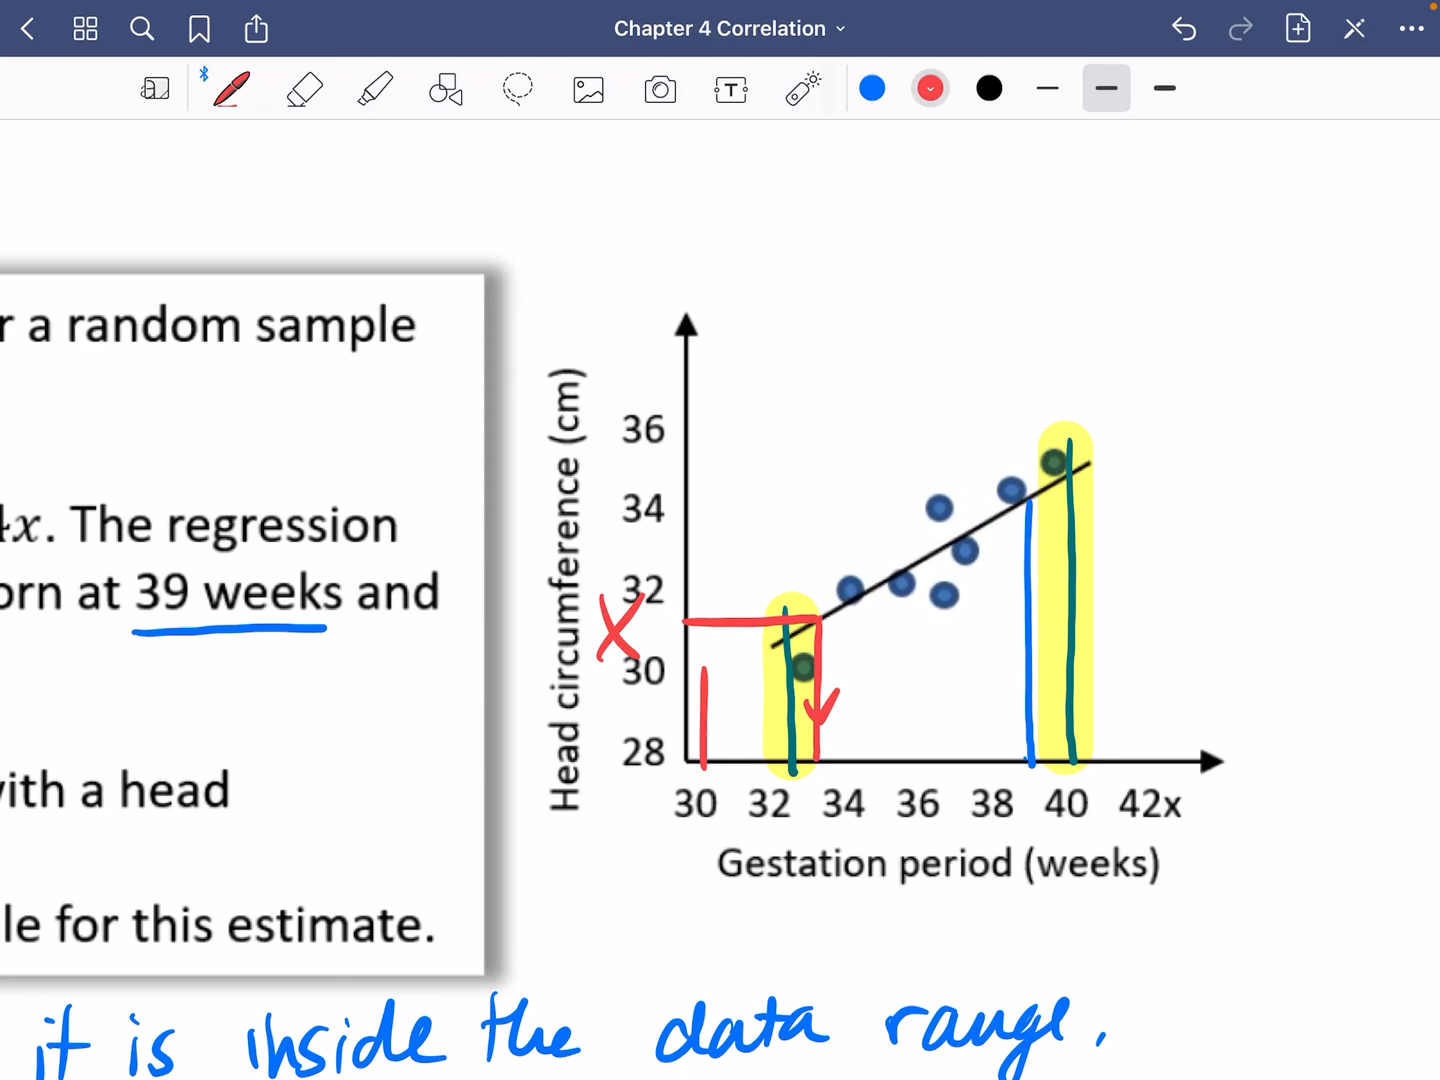 Chapter 4 Correlation
T
r a random sample
4x. The regression
orn at 39 weeks and
with a head
le for this estimate.
Head circumference (cm)
36
34
32
30
28
X
30 32 34 36 38 40 42x
Gestation period (weeks)
it is inside the data range.